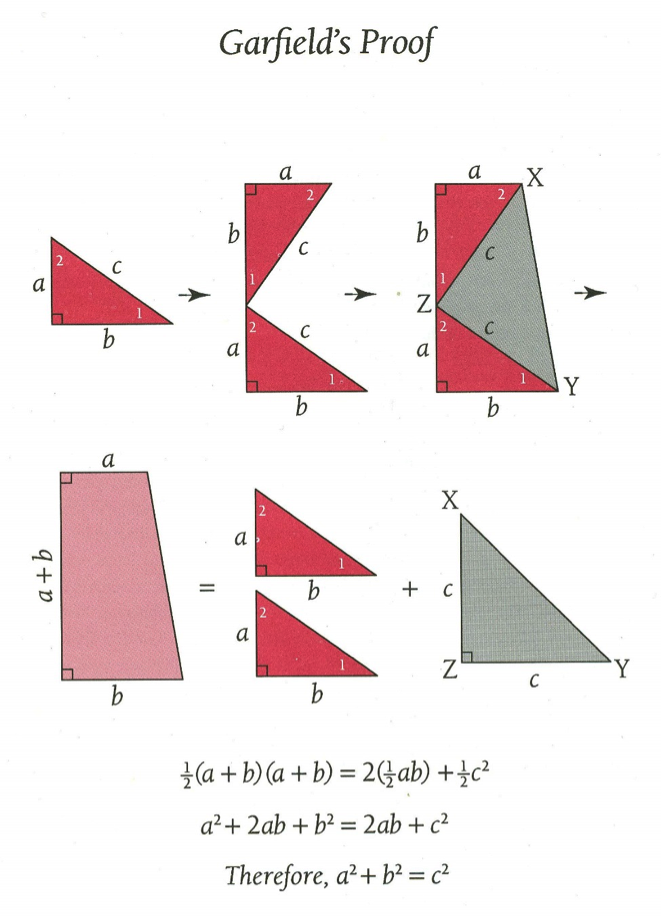 Garfield's Proof
a
2
c
1
b
a
2
b
c
1
2
c
a
1
b
a
X
2
b
c
1
Z
2
c
a
1
Y
b
a
a + b
b
=
2
a
1
b
2
a
1
b
+
X
c
Z
Y
c
½(a + b)(a + b) = 2(½ab) + ½c²
a² + 2ab + b² = 2ab + c²
Therefore, a² + b² = c²